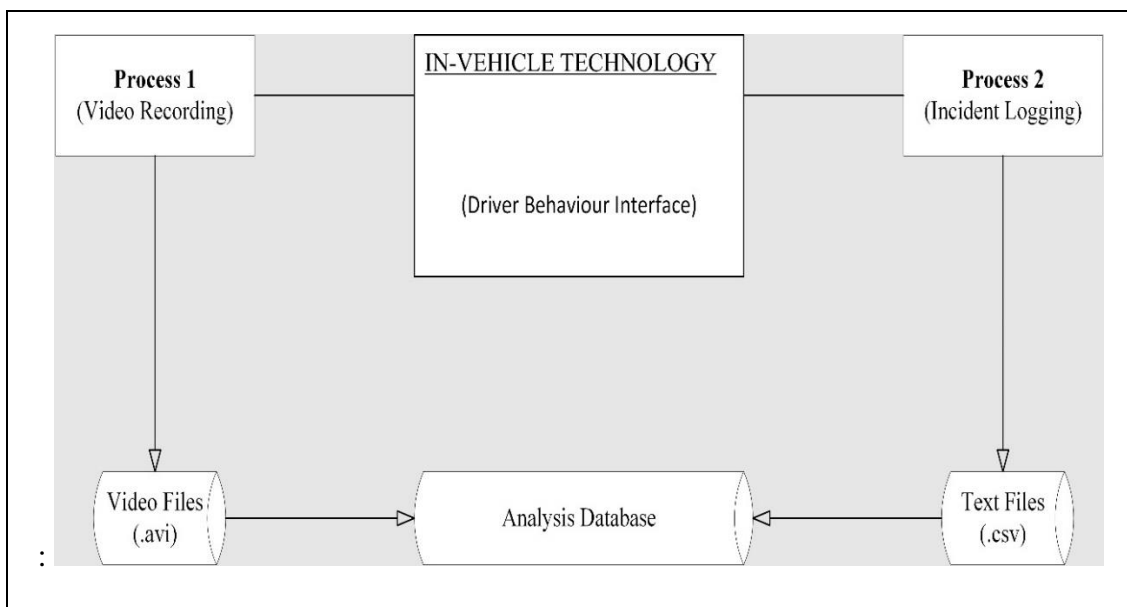 Process 1
(Video Recording)
IN-VEHICLE TECHNOLOGY
(Driver Behaviour Interface)
Process 2
(Incident Logging)
Video Files
(.avi)
Analysis Database
Text Files
(.csv)
: